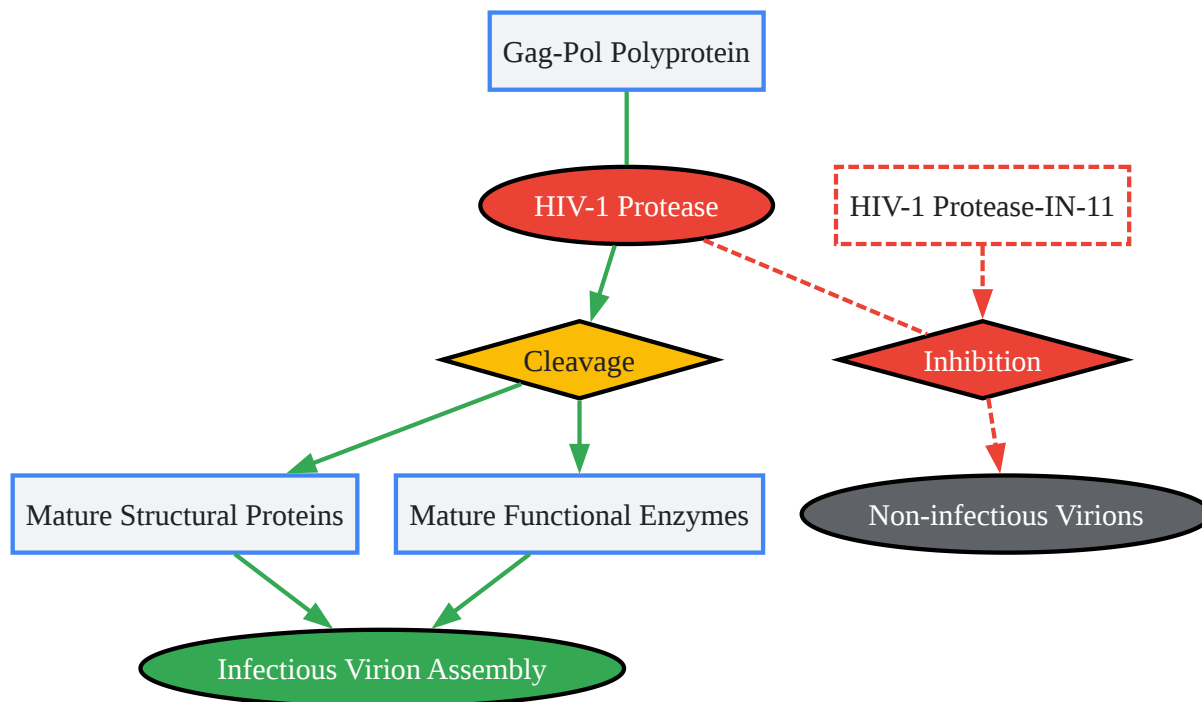 Gag-Pol Polyprotein
HIV-1 Protease
HIV-1 Protease-IN-11
Cleavage
Inhibition
Mature Structural Proteins
Mature Functional Enzymes
Non-infectious Virions
Infectious Virion Assembly